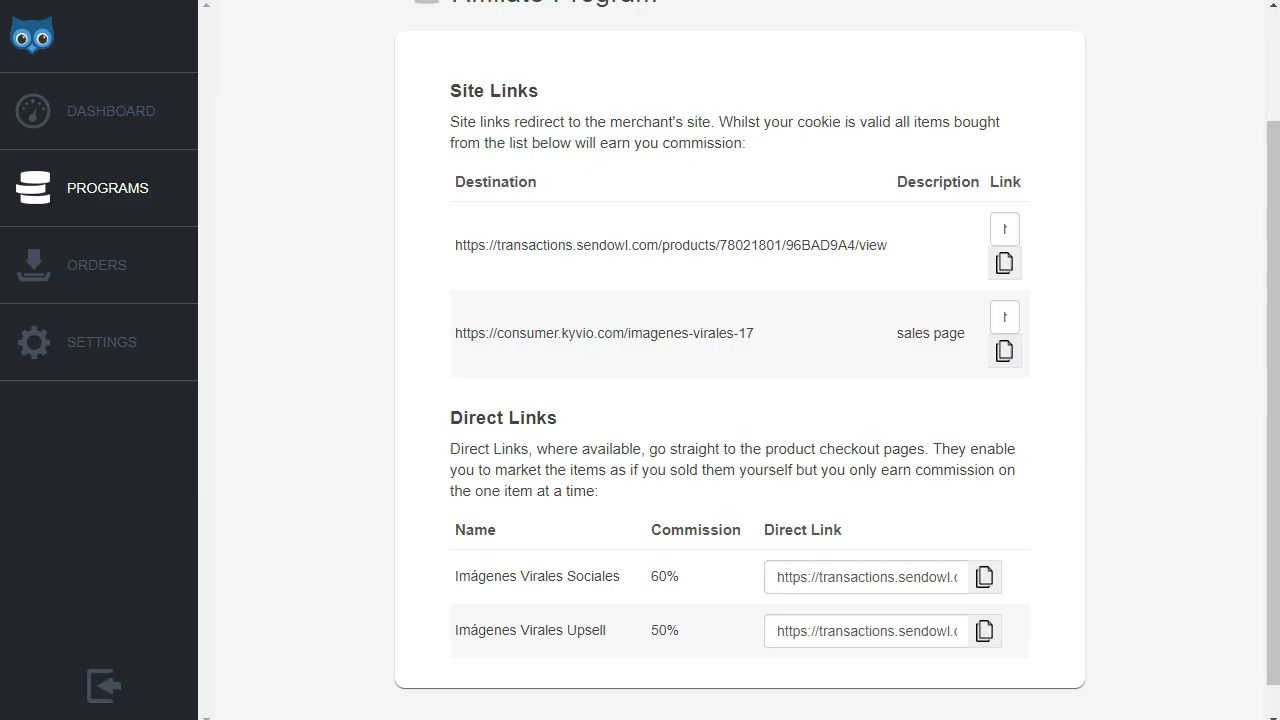 Affiliate Program
DASHBOARD
PROGRAMS
ORDERS
SETTINGS
Site Links
Site links redirect to the merchant's site. Whilst your cookie is valid all items bought
from the list below will earn you commission:
Destination Description Link
https://transactions.sendowl.com/products/78021801/96BAD9A4/view
https://consumer.kyvio.com/imagenes-virales-17 sales page
Direct Links
Direct Links, where available, go straight to the product checkout pages. They enable
you to market the items as if you sold them yourself but you only earn commission on
the one item at a time:
Name Commission Direct Link
Imágenes Virales Sociales 60% https://transactions.sendowl.c
Imágenes Virales Upsell 50% https://transactions.sendowl.c